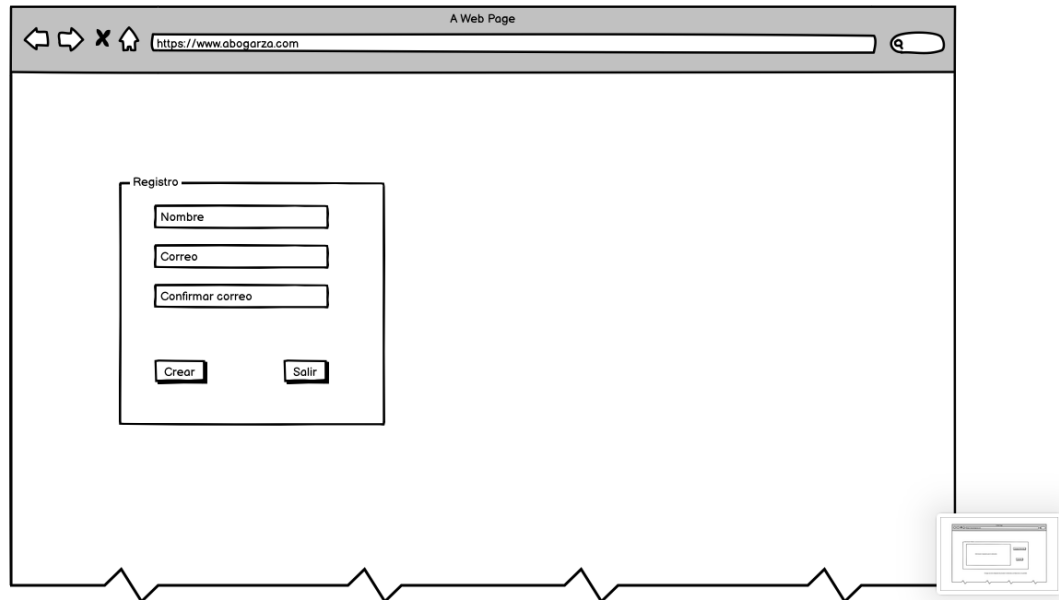 A Web Page
https://www.abogarza.com
Registro
Nombre
Correo
Confirmar correo
Crear
Salir